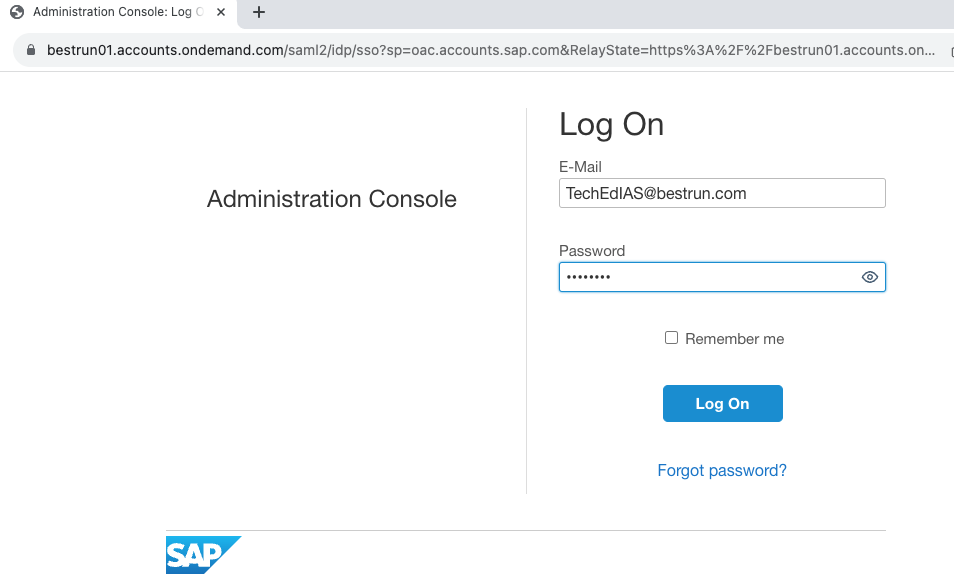 Administration Console: Log O
bestrun01.accounts.ondemand.com/saml2/idp/sso?sp=oac.accounts.sap.com&RelayState=https%3A%2F%2Fbestrun01.accounts.on...
Administration Console
Log On
E-Mail
TechEdIAS@bestrun.com
Password
••••••••
Remember me
Log On
Forgot password?
SAP